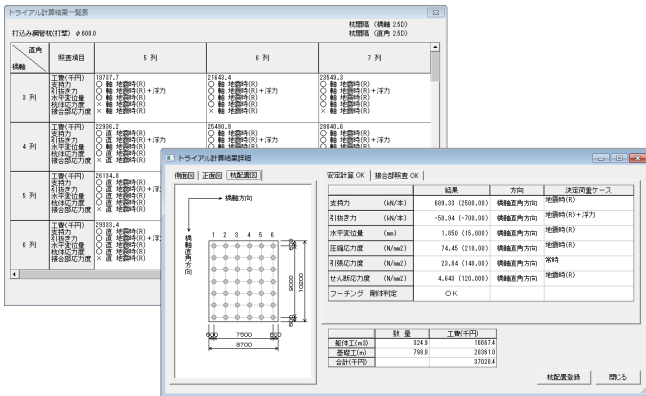 トライアル計算結果一覧表
打込み鋼管杭(打撃) φ600.0
杭間隔 (橋軸 2.5D)
杭間隔 (直角 2.5D)
直角
橋軸
照査項目
5 列
6 列
7 列
3 列
工費(千円) 19737.7 21643.4 23549.3
支持力 ○ 軸 地震時(R) ○ 軸 地震時(R) ○ 軸 地震時(R)
引抜き力 ○ 軸 地震時(R)+浮力 ○ 軸 地震時(R)+浮力 ○ 軸 地震時(R)+浮力
水平変位量 ○ 軸 地震時(R) ○ 軸 地震時(R) ○ 軸 地震時(R)
杭体応力度 ○ 軸 地震時(R) ○ 軸 地震時(R) ○ 軸 地震時(R)
接合部応力度 × 軸 地震時(R) × 軸 地震時(R) × 軸 地震時(R)
4 列
工費(千円) 22936.2 25490.9
支持力 ○ 直 地震時(R)
引抜き力 ○ 直 地震時(R)+浮力
水平変位量 ○ 直 地震時(R)
杭体応力度 ○ 直 地震時(R)
接合部応力度 × 直 地震時(R)
5 列
工費(千円) 26134.8
支持力 ○ 直 地震時(R)
引抜き力 ○ 直 地震時(R)+浮
水平変位量 ○ 直 地震時(R)
杭体応力度 ○ 直 地震時(R)
接合部応力度 × 直 地震時(R)
6 列
工費(千円) 29333.4
支持力 ○ 直 地震時(R)
引抜き力 ○ 直 地震時(R)+浮
水平変位量 ○ 直 地震時(R)
杭体応力度 ○ 直 地震時(R)
接合部応力度 × 直 地震時(R)
トライアル計算結果詳細
側面図 正面図 杭配置図
橋軸方向
橋軸直角方向
1 2 3 4 5 6
600
9000
10200
600
600 7500 600
8700
安定計算 OK 接合部照査 OK
結果 方向 決定荷重ケース
支持力 (kN/本) 689.33 (2500.00) 橋軸直角方向 地震時(R)
引抜き力 (kN/本) -50.94 (-700.00) 橋軸直角方向 地震時(R)+浮力
水平変位量 (mm) 1.850 (15.000) 橋軸直角方向 地震時(R)
圧縮応力度 (N/mm2) 74.45 (210.00) 橋軸直角方向 地震時(R)
引張応力度 (N/mm2) 23.04 (140.00) 橋軸直角方向 常時
せん断応力度 (N/mm2) 4.643 (120.000) 橋軸直角方向 地震時(R)
フーチング 剛体判定 OK
数 量 工費(千円)
躯体工(m3) 324.9 16667.4
基礎工(m) 798.0 20361.0
合計(千円) 37028.4
杭配置登録 閉じる